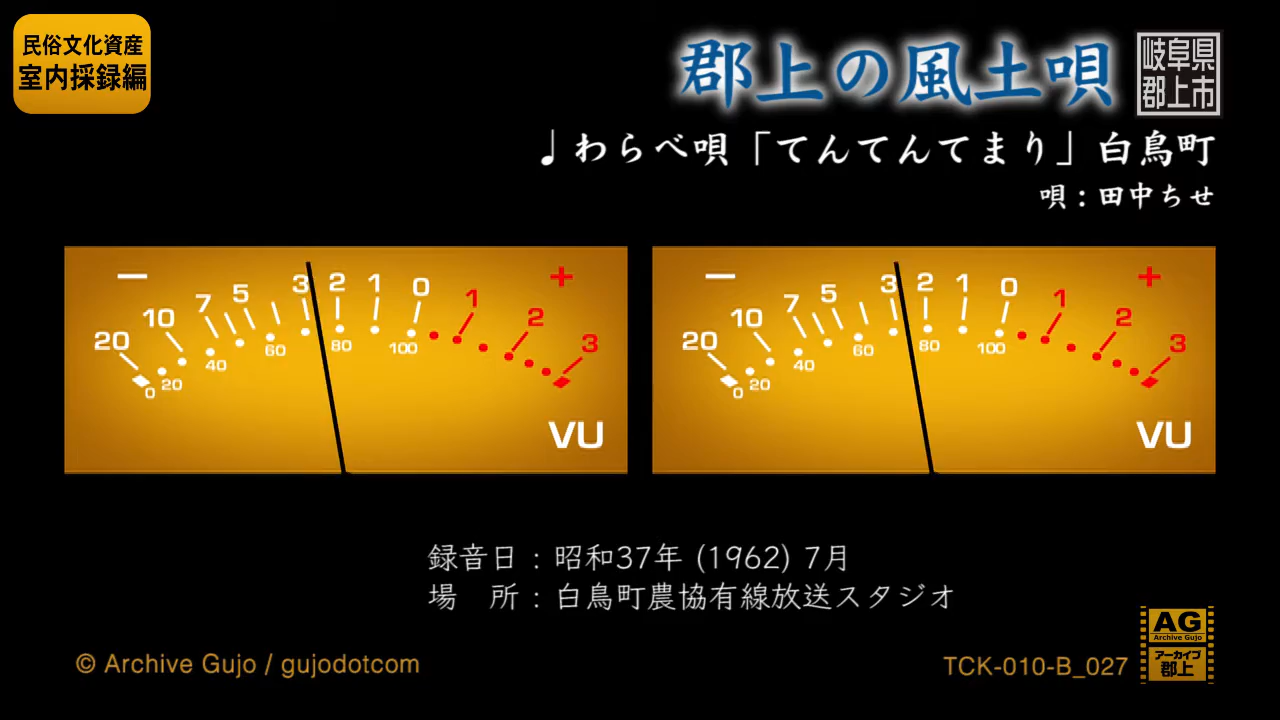 民俗文化資産
室内採録編
郡上の風土唄
岐阜県
郡上市
♩わらべ唄「てんてんてまり」白鳥町
唄：田中ちせ
− 20 10 7 5 3 2 1 0 1 2 3 +
0 20 40 60 80 100
VU
− 20 10 7 5 3 2 1 0 1 2 3 +
0 20 40 60 80 100
VU
録音日：昭和37年 (1962) 7月
場　所：白鳥町農協有線放送スタジオ
© Archive Gujo / gujodotcom
TCK-010-B_027
AG
Archive Gujo
アーカイブ
郡上